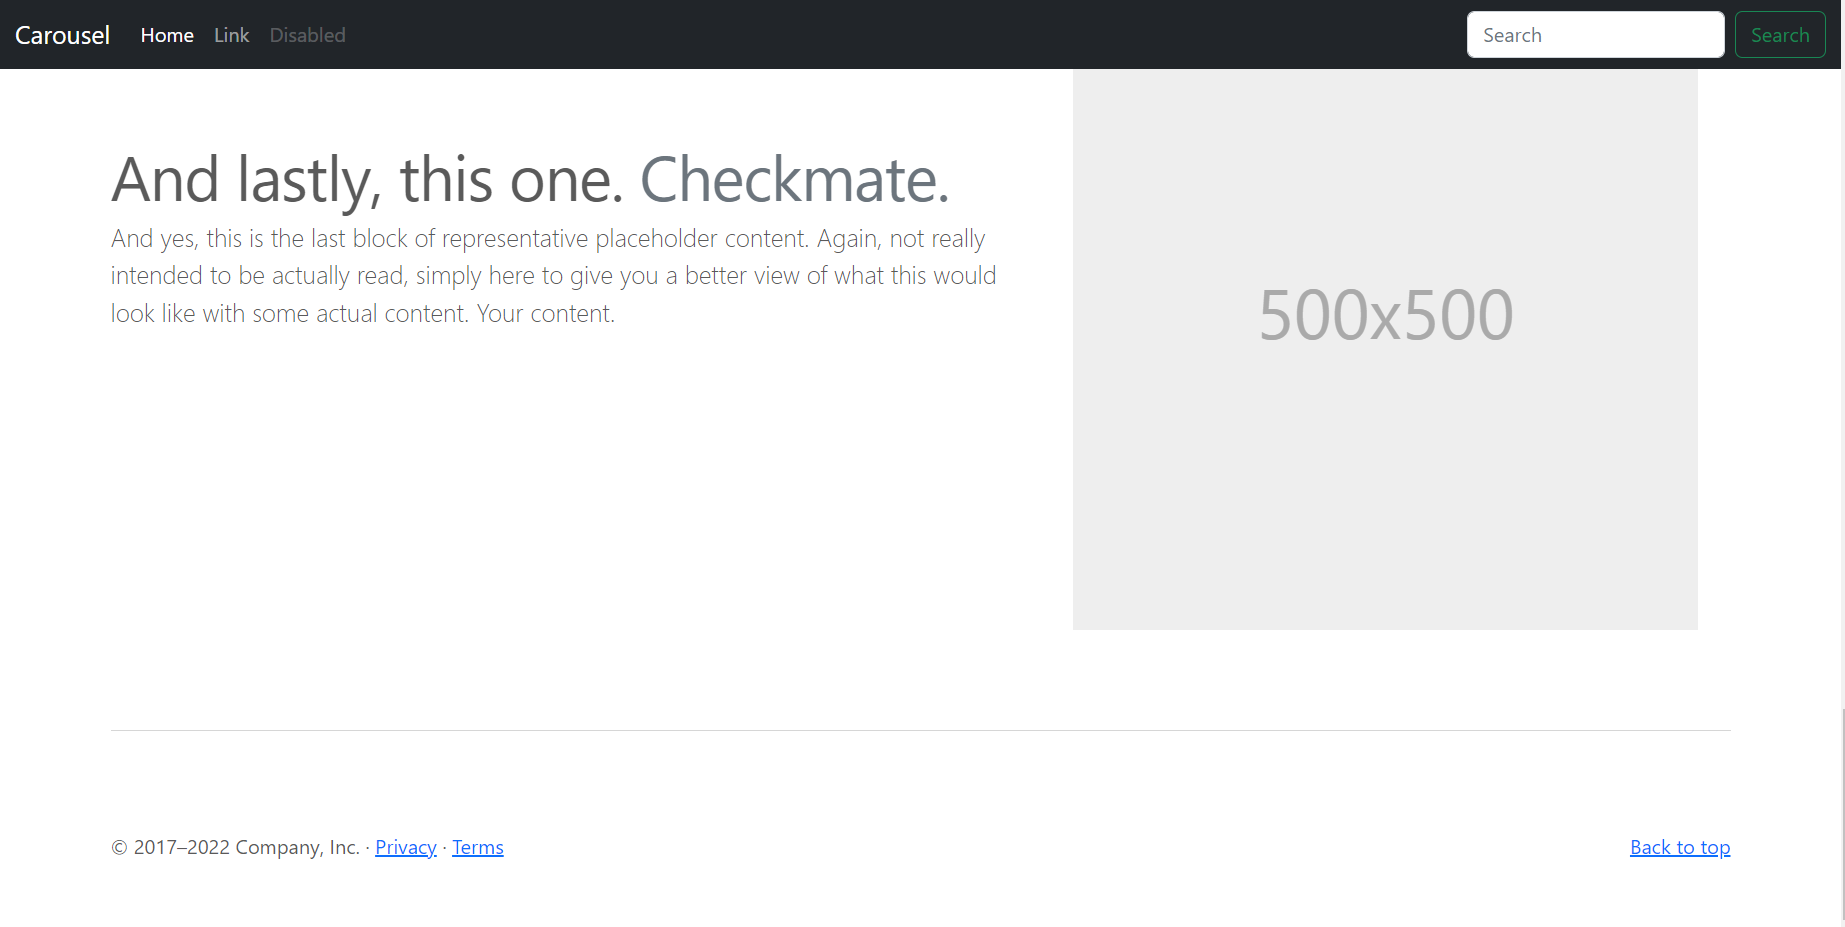 Carousel Home Link Disabled Search Search
And lastly, this one. Checkmate.
And yes, this is the last block of representative placeholder content. Again, not really
intended to be actually read, simply here to give you a better view of what this would
look like with some actual content. Your content.
500x500
© 2017–2022 Company, Inc. · Privacy · Terms
Back to top